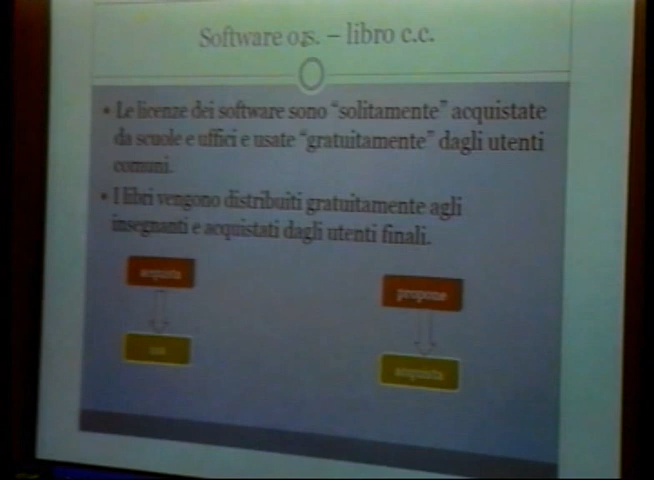 Software o.s. – libro c.c.
• Le licenze dei software sono “solitamente” acquistate
da scuole e uffici e usate “gratuitamente” dagli utenti
comuni.
• I libri vengono distribuiti gratuitamente agli
insegnanti e acquistati dagli utenti finali.
acquista
propone
usa
acquista